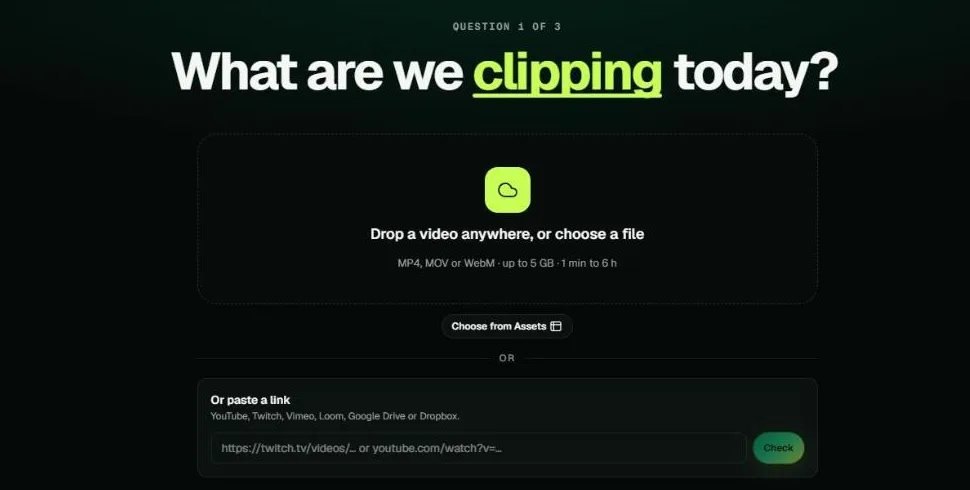 QUESTION 1 OF 3
What are we clipping today?
Drop a video anywhere, or choose a file
MP4, MOV or WebM · up to 5 GB · 1 min to 6 h
Choose from Assets
OR
Or paste a link
YouTube, Twitch, Vimeo, Loom, Google Drive or Dropbox.
https://twitch.tv/videos/... or youtube.com/watch?v=...
Check